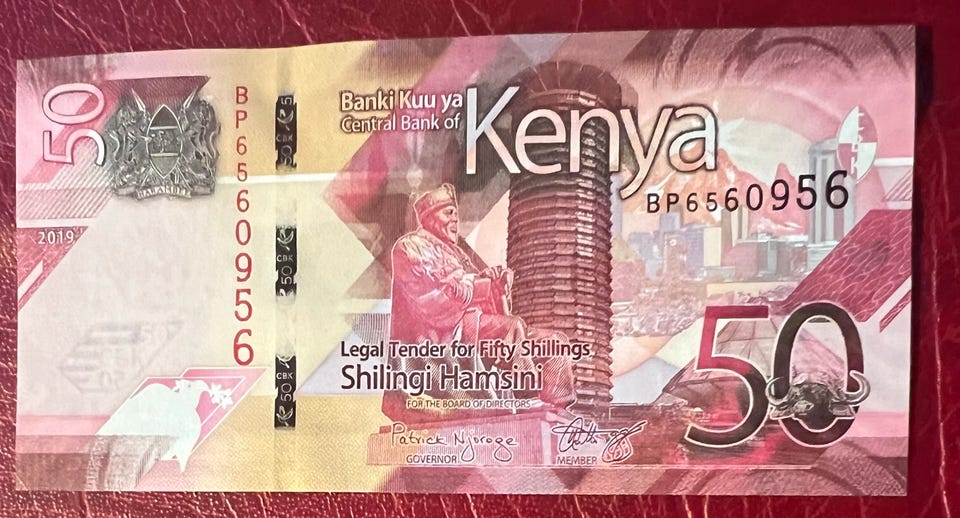 50
HARAMBEE
2019
BP6560956
50 CBK
50 CBK
50 CBK
Banki Kuu ya
Central Bank of
Kenya
BP6560956
Legal Tender for Fifty Shillings
Shilingi Hamsini
FOR THE BOARD OF DIRECTORS
Patrick Njoroge
GOVERNOR
MEMBER
50